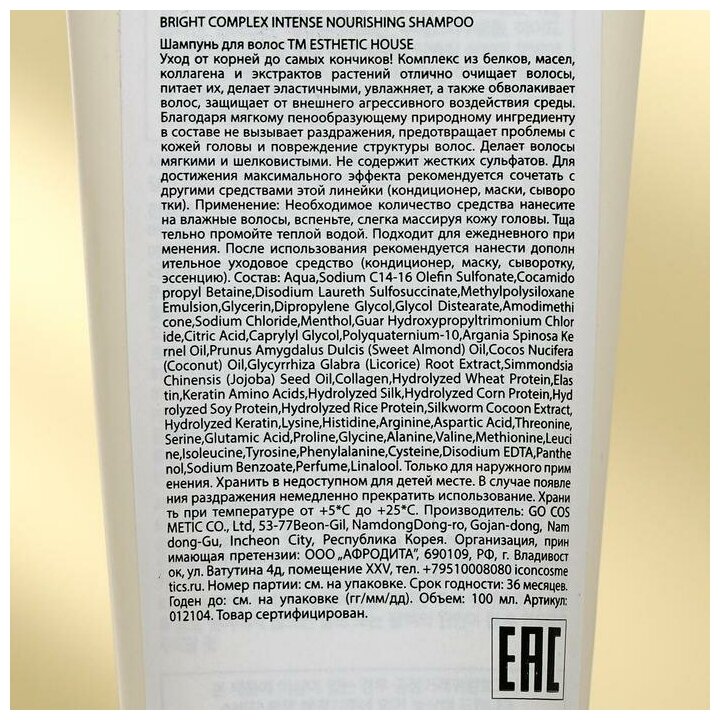 BRIGHT COMPLEX INTENSE NOURISHING SHAMPOO
Шампунь для волос TM ESTHETIC HOUSE
Уход от корней до самых кончиков! Комплекс из белков, масел,
коллагена и экстрактов растений отлично очищает волосы,
питает их, делает эластичными, увлажняет, а также обволакивает
волос, защищает от внешнего агрессивного воздействия среды.
Благодаря мягкому пенообразующему природному ингредиенту
в составе не вызывает раздражения, предотвращает проблемы с
кожей головы и повреждение структуры волос. Делает волосы
мягкими и шелковистыми. Не содержит жестких сульфатов. Для
достижения максимального эффекта рекомендуется сочетать с
другими средствами этой линейки (кондиционер, маски, сыворо
тки). Применение: Необходимое количество средства нанесите
на влажные волосы, вспеньте, слегка массируя кожу головы. Тща
тельно промойте теплой водой. Подходит для ежедневного при
менения. После использования рекомендуется нанести дополн
ительное уходовое средство (кондиционер, маску, сыворотку,
эссенцию). Состав: Aqua,Sodium C14-16 Olefin Sulfonate,Cocamido
propyl Betaine,Disodium Laureth Sulfosuccinate,Methylpolysiloxane
Emulsion,Glycerin,Dipropylene Glycol,Glycol Distearate,Amodimethi
cone,Sodium Chloride,Menthol,Guar Hydroxypropyltrimonium Chlor
ide,Citric Acid,Caprylyl Glycol,Polyquaternium-10,Argania Spinosa Ke
rnel Oil,Prunus Amygdalus Dulcis (Sweet Almond) Oil,Cocos Nucifera
(Coconut) Oil,Glycyrrhiza Glabra (Licorice) Root Extract,Simmondsia
Chinensis (Jojoba) Seed Oil,Collagen,Hydrolyzed Wheat Protein,Elas
tin,Keratin Amino Acids,Hydrolyzed Silk,Hydrolyzed Corn Protein,Hyd
rolyzed Soy Protein,Hydrolyzed Rice Protein,Silkworm Cocoon Extract,
Hydrolyzed Keratin,Lysine,Histidine,Arginine,Aspartic Acid,Threonine,
Serine,Glutamic Acid,Proline,Glycine,Alanine,Valine,Methionine,Leuci
ne,Isoleucine,Tyrosine,Phenylalanine,Cysteine,Disodium EDTA,Panthe
nol,Sodium Benzoate,Perfume,Linalool. Только для наружного прим
енения. Хранить в недоступном для детей месте. В случае появле
ния раздражения немедленно прекратить использование. Храни
ть при температуре от +5°C до +25°C. Производитель: GO COS
METIC CO., Ltd, 53-77Beon-Gil, NamdongDong-ro, Gojan-dong, Nam
dong-Gu, Incheon City, Республика Корея. Организация, прин
имающая претензии: ООО „АФРОДИТА”, 690109, РФ, г. Владивост
ок, ул. Ватутина 4д, помещение XXV, тел. +79510008080 iconcosme
tics.ru. Номер партии: см. на упаковке. Срок годности: 36 месяцев.
Годен до: см. на упаковке (гг/мм/дд). Объем: 100 мл. Артикул:
012104. Товар сертифицирован.
EAC